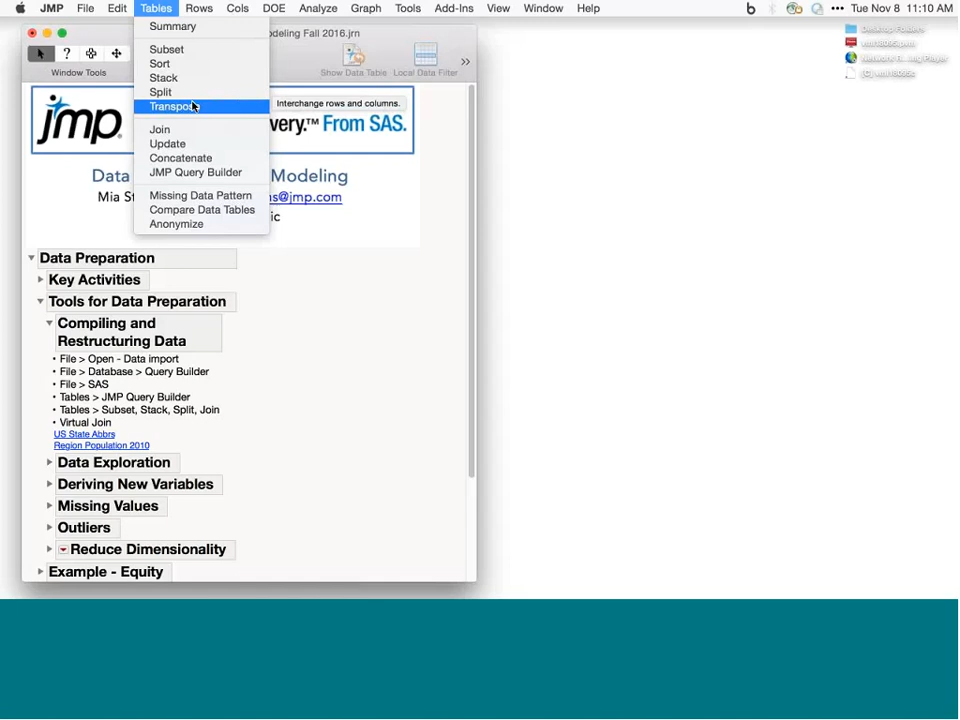 JMP File Edit Tables Rows Cols DOE Analyze Graph Tools Add-Ins View Window Help b Tue Nov 8 11:10 AM
Summary
odeling Fall 2016.jrn
Desktop Folders
Subset
Sort
Stack
Split
Transpose
Window Tools
Show Data Table Local Data Filter
Interchange rows and columns.
jmp
very.™ From SAS.
Join
Update
Concatenate
JMP Query Builder
Missing Data Pattern
Compare Data Tables
Anonymize
Data Modeling
Mia St s@jmp.com
ic
Data Preparation
Key Activities
Tools for Data Preparation
Compiling and
Restructuring Data
• File > Open - Data import
• File > Database > Query Builder
• File > SAS
• Tables > JMP Query Builder
• Tables > Subset, Stack, Split, Join
• Virtual Join
US State Abbrs
Region Population 2010
Data Exploration
Deriving New Variables
Missing Values
Outliers
Reduce Dimensionality
Example - Equity